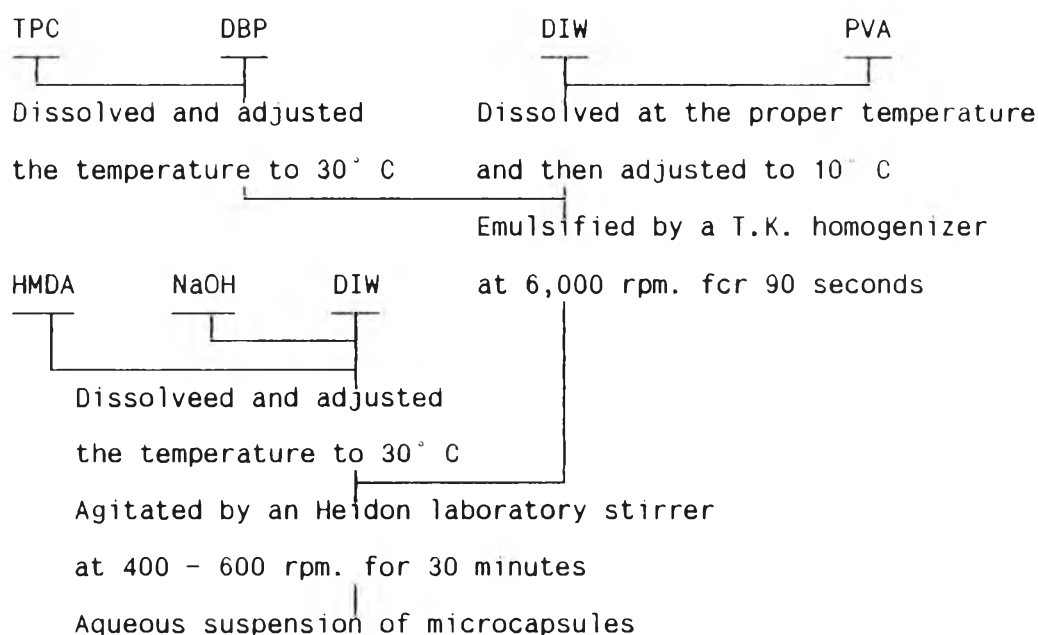 TPC DBP DIW PVA
Dissolved and adjusted Dissolved at the proper temperature
the temperature to 30° C and then adjusted to 10° C
Emulsified by a T.K. homogenizer
HMDA NaOH DIW at 6,000 rpm. fcr 90 seconds
Dissolveed and adjusted
the temperature to 30° C
Agitated by an Heidon laboratory stirrer
at 400 - 600 rpm. for 30 minutes
Aqueous suspension of microcapsules